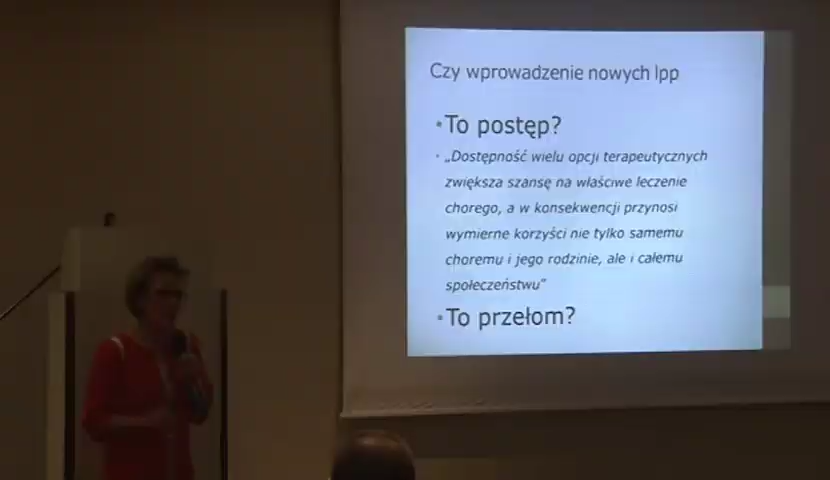 Czy wprowadzenie nowych lpp
•To postęp?
• „Dostępność wielu opcji terapeutycznych
zwiększa szansę na właściwe leczenie
chorego, a w konsekwencji przynosi
wymierne korzyści nie tylko samemu
choremu i jego rodzinie, ale i całemu
społeczeństwu”
•To przełom?